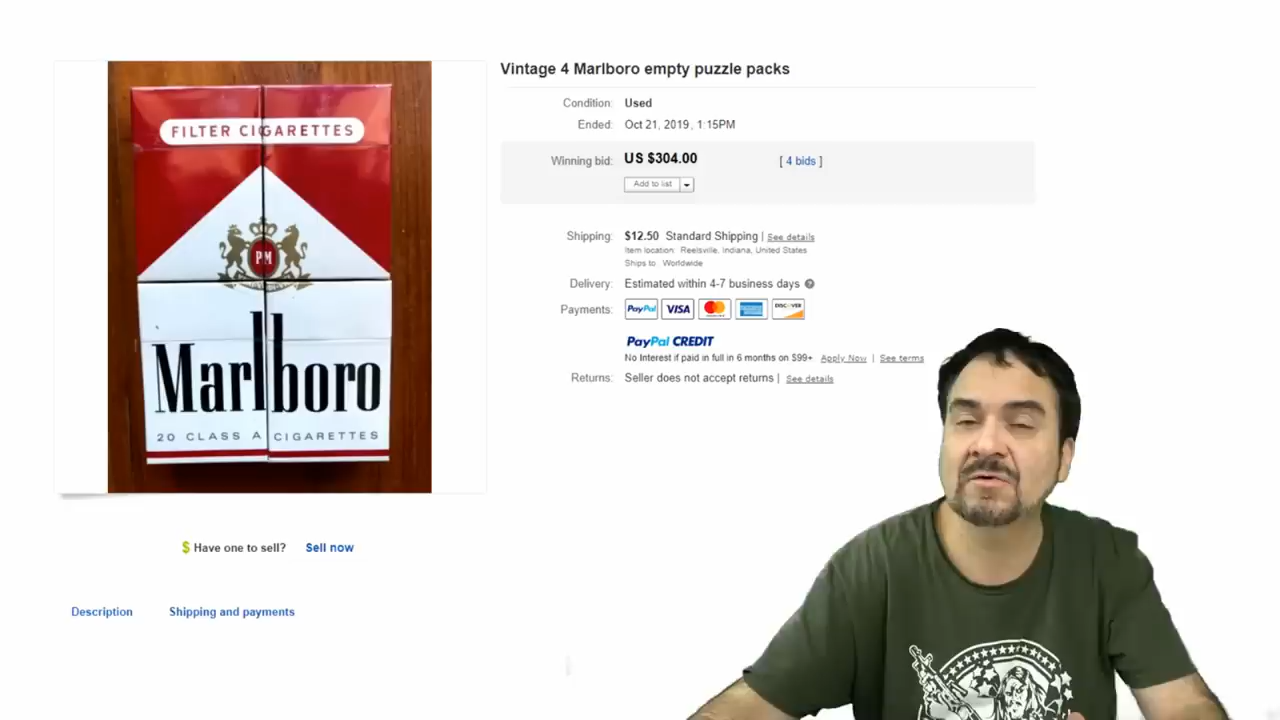 Vintage 4 Marlboro empty puzzle packs
Condition: Used
Ended: Oct 21, 2019 , 1:15PM
Winning bid: US $304.00 [ 4 bids ]
Add to list
Shipping: $12.50 Standard Shipping | See details
Item location: Reelsville, Indiana, United States
Ships to: Worldwide
Delivery: Estimated within 4-7 business days ?
Payments: PayPal VISA MasterCard AMERICAN EXPRESS DISCOVER
PayPal CREDIT
No Interest if paid in full in 6 months on $99+ Apply Now | See terms
Returns: Seller does not accept returns | See details
FILTER CIGARETTES
PM
Marlboro
20 CLASS A CIGARETTES
$ Have one to sell? Sell now
Description Shipping and payments